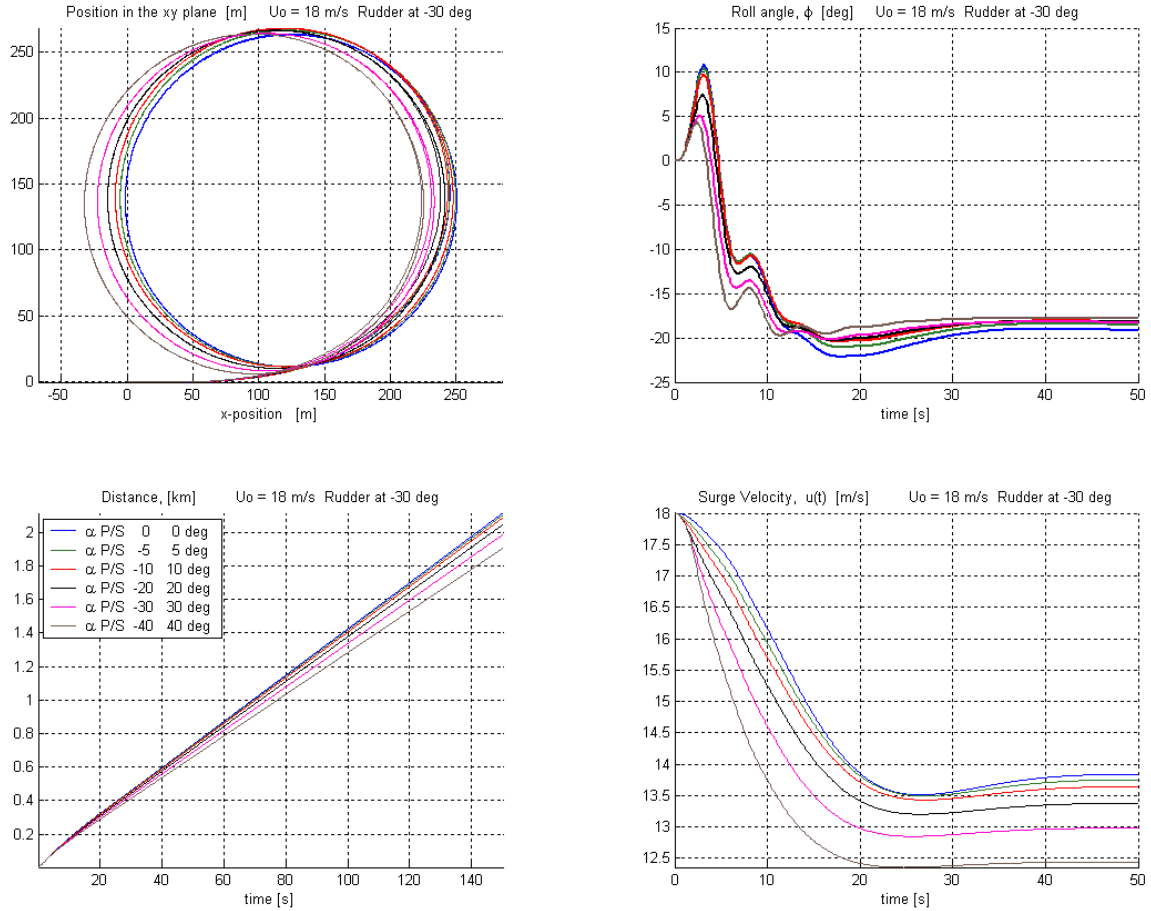 Position in the xy plane [m] Uo = 18 m/s Rudder at -30 deg
250
200
150
100
50
0
-50 0 50 100 150 200 250
x-position [m]
Roll angle, ϕ [deg] Uo = 18 m/s Rudder at -30 deg
15
10
5
0
-5
-10
-15
-20
-25
0 10 20 30 40 50
time [s]
Distance, [km] Uo = 18 m/s Rudder at -30 deg
α P/S 0 0 deg
α P/S -5 5 deg
α P/S -10 10 deg
α P/S -20 20 deg
α P/S -30 30 deg
α P/S -40 40 deg
2
1.8
1.6
1.4
1.2
1
0.8
0.6
0.4
0.2
20 40 60 80 100 120 140
time [s]
Surge Velocity, u(t) [m/s] Uo = 18 m/s Rudder at -30 deg
18
17.5
17
16.5
16
15.5
15
14.5
14
13.5
13
12.5
0 10 20 30 40 50
time [s]